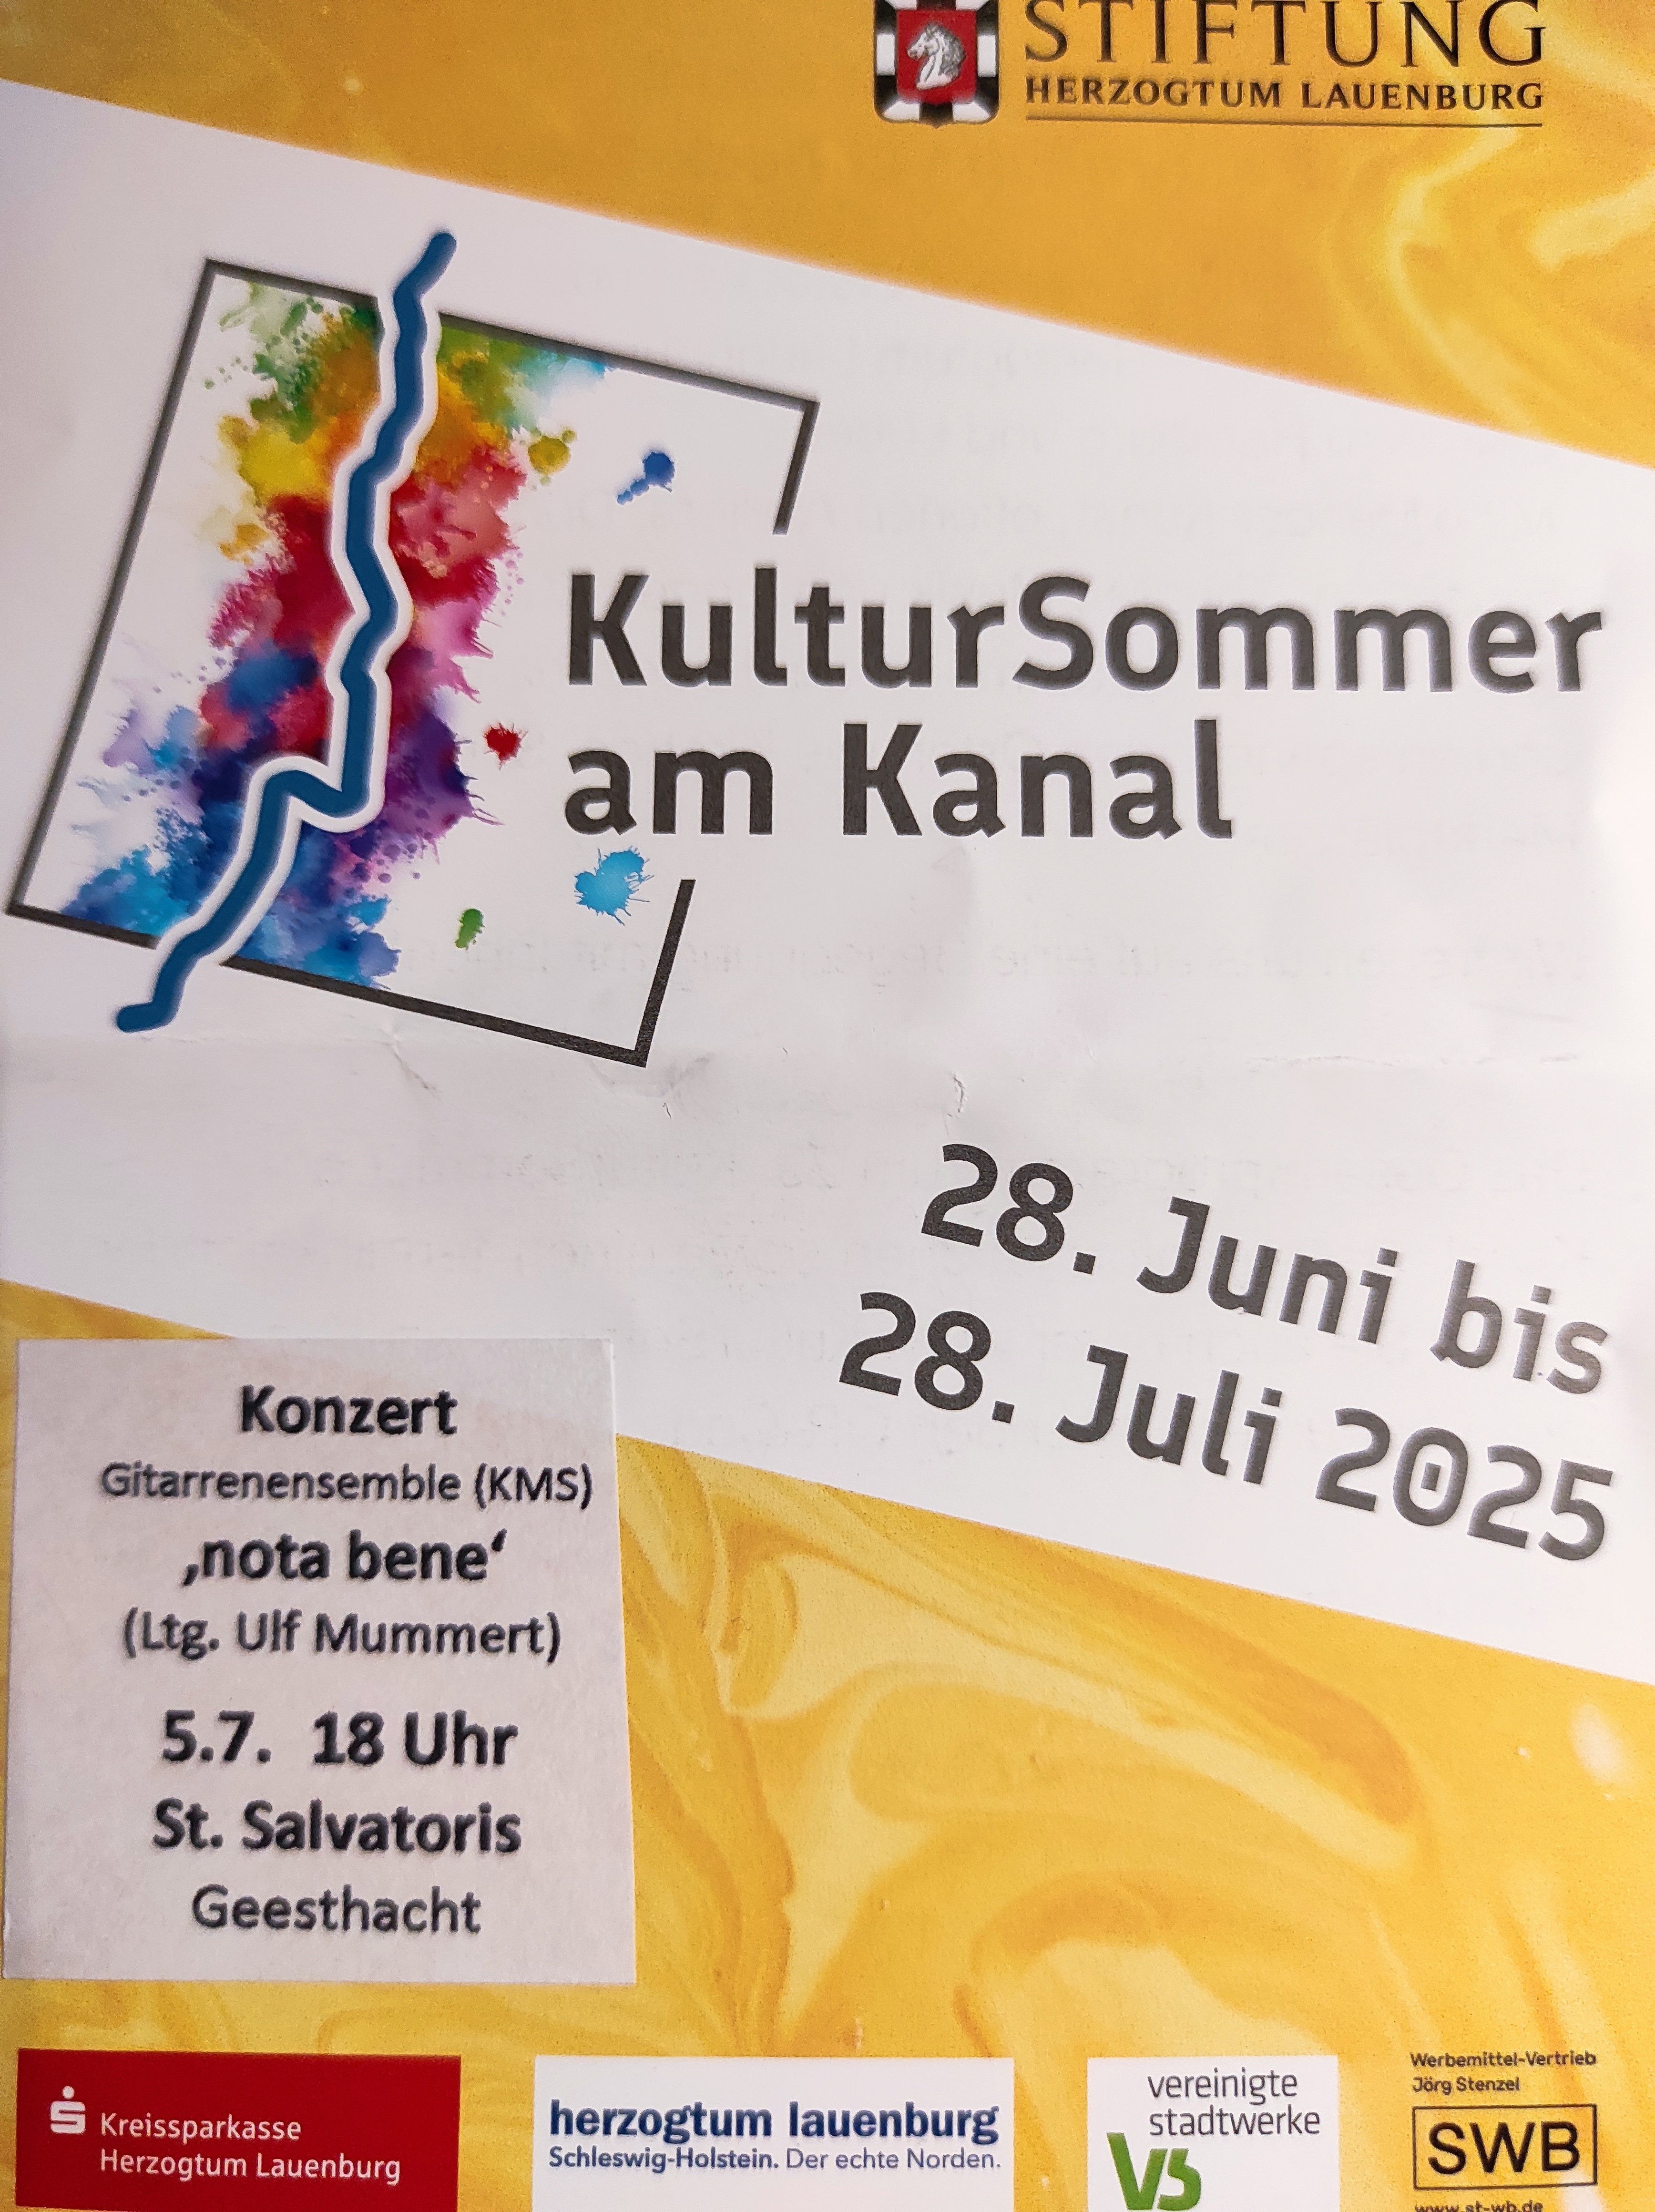 STIFTUNG
HERZOGTUM LAUENBURG
KulturSommer
am Kanal
28. Juni bis
28. Juli 2025
Konzert
Gitarrenensemble (KMS)
‚nota bene‘
(Ltg. Ulf Mummert)
5.7. 18 Uhr
St. Salvatoris
Geesthacht
Kreissparkasse
Herzogtum Lauenburg
herzogtum lauenburg
Schleswig-Holstein. Der echte Norden.
vereinigte
stadtwerke
VS
Werbemittel-Vertrieb
Jörg Stenzel
SWB
www.st-wb.de